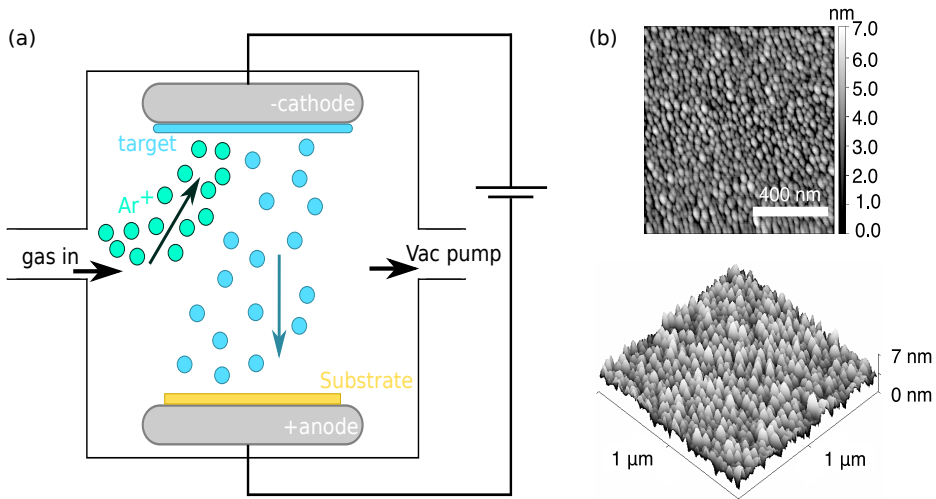 (a)
-cathode
target
Ar+
gas in
Vac pump
Substrate
+anode
(b)
nm
7.0
6.0
5.0
4.0
3.0
2.0
1.0
0.0
400 nm
7 nm
0 nm
1 µm
1 µm